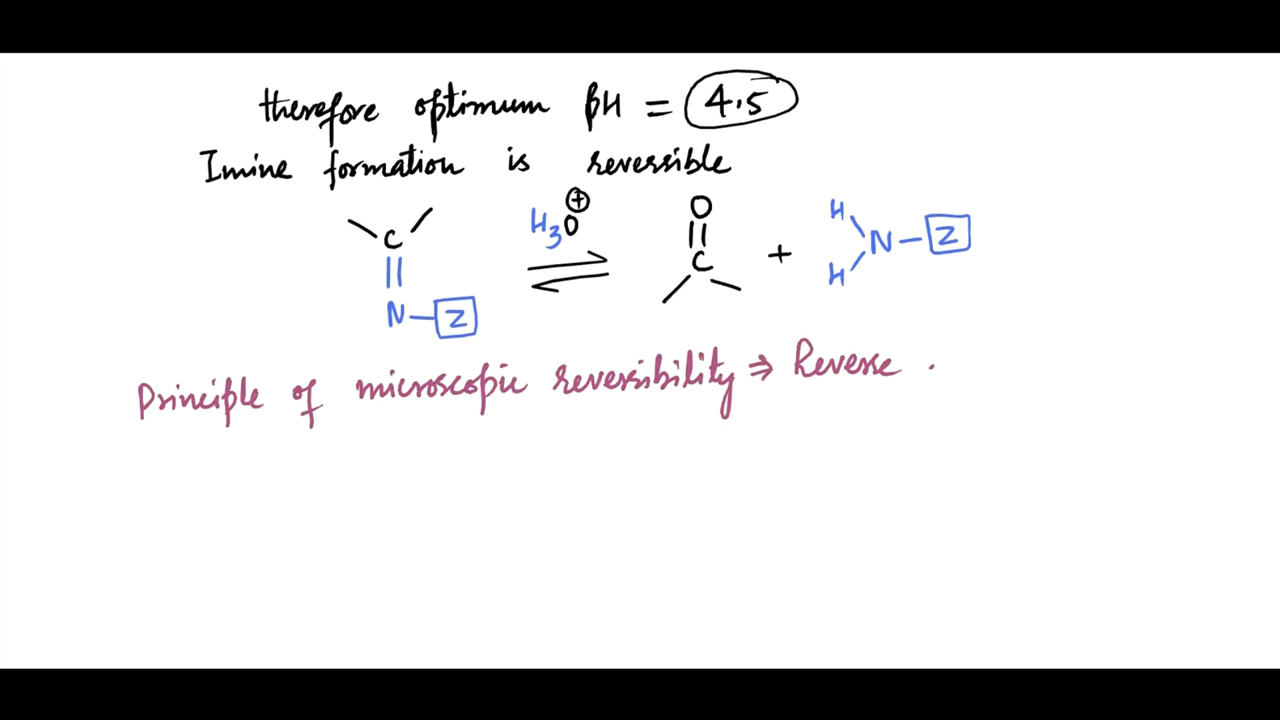 therefore optimum pH = 4.5
Imine formation is reversible
C
||
N–Z
H3O⊕
⇌
O
||
C
+
H
H
N–Z
Principle of microscopic reversibility ⇒ Reverse .